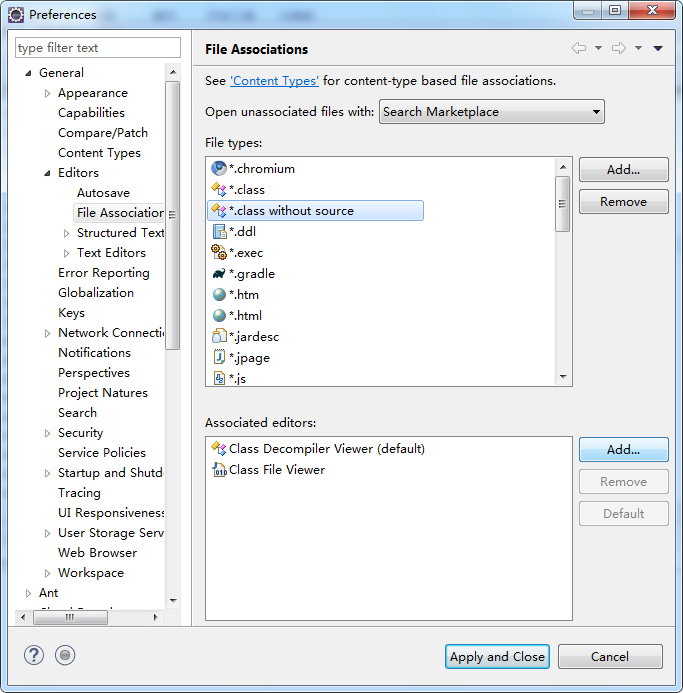 Preferences
type filter text
General
Appearance
Capabilities
Compare/Patch
Content Types
Editors
Autosave
File Association
Structured Text
Text Editors
Error Reporting
Globalization
Keys
Network Connecti
Notifications
Perspectives
Project Natures
Search
Security
Service Policies
Startup and Shutd
Tracing
UI Responsiveness
User Storage Serv
Web Browser
Workspace
Ant
File Associations
See 'Content Types' for content-type based file associations.
Open unassociated files with: Search Marketplace
File types:
*.chromium
*.class
*.class without source
*.ddl
*.exec
*.gradle
*.htm
*.html
*.jardesc
*.jpage
*.js
Add...
Remove
Associated editors:
Class Decompiler Viewer (default)
Class File Viewer
Add...
Remove
Default
Apply and Close
Cancel